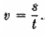 v = s/t.